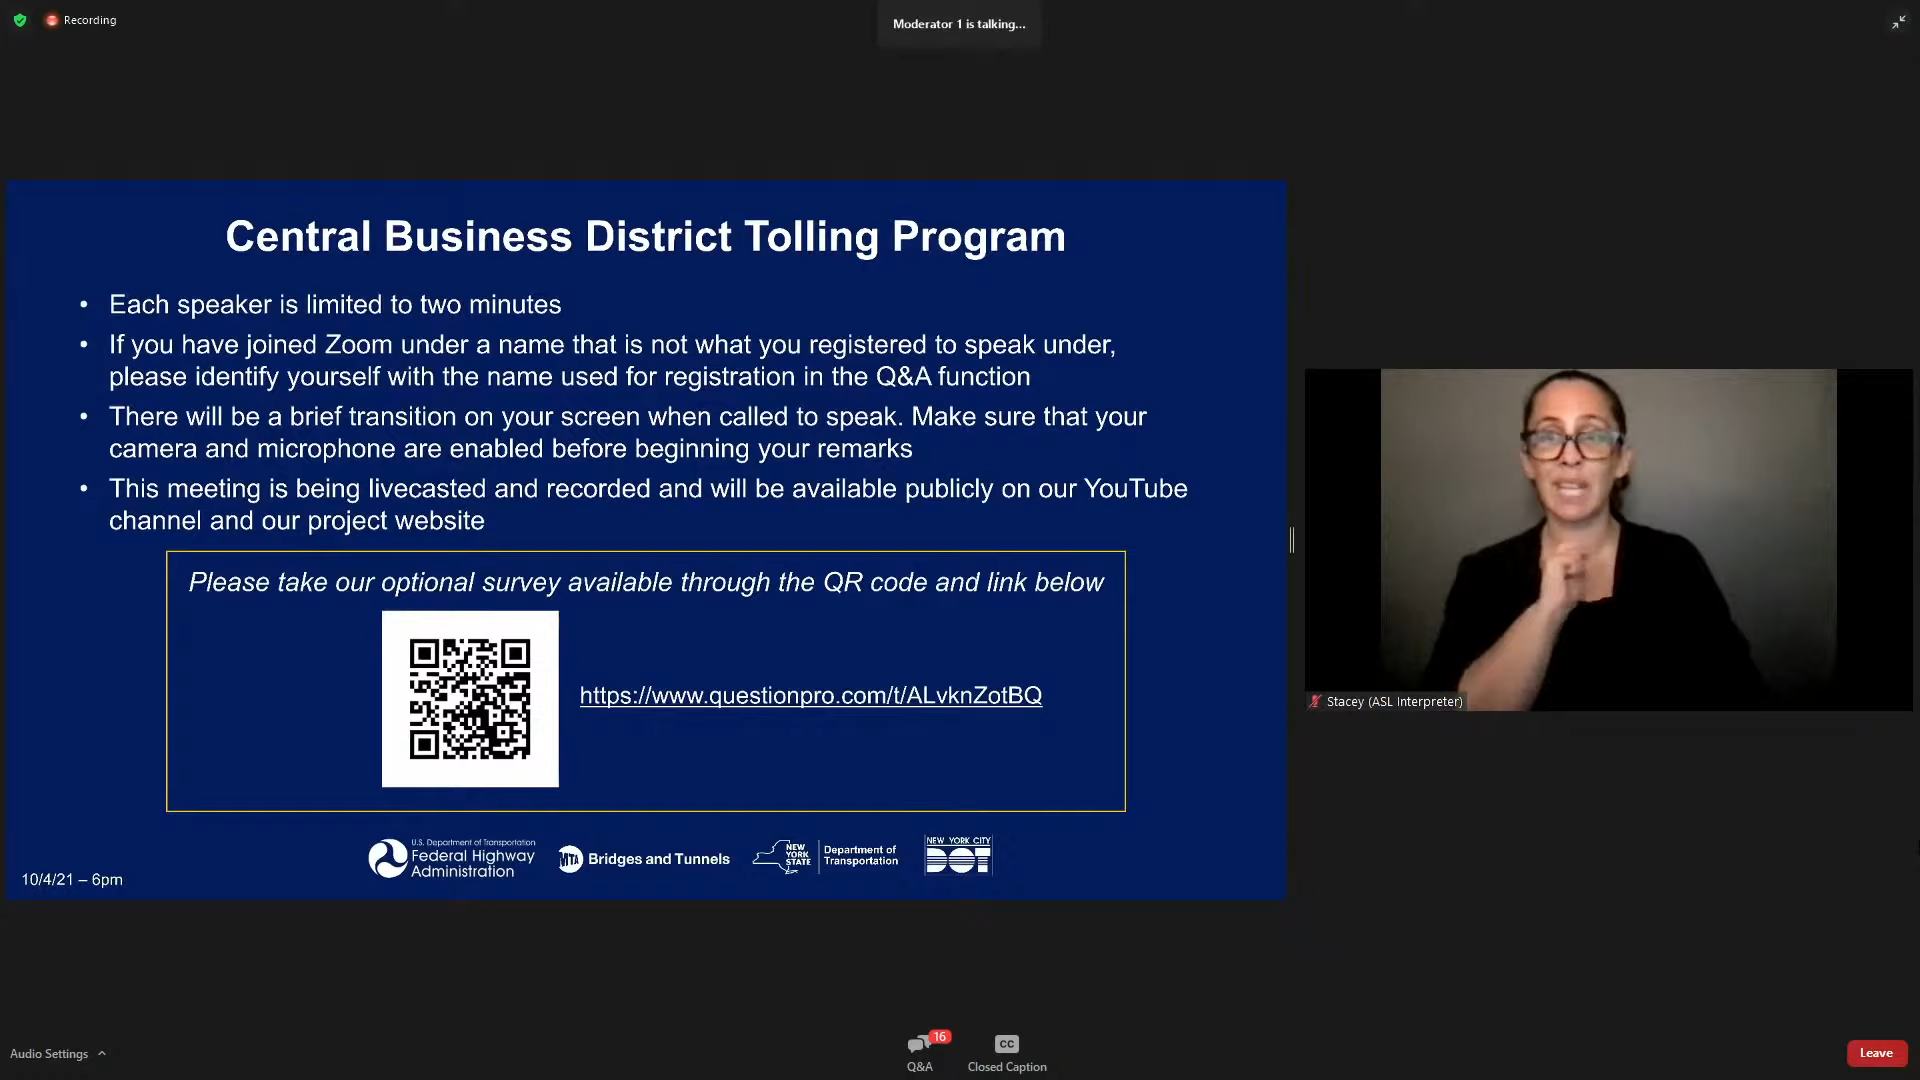 Recording
Moderator 1 is talking...
Central Business District Tolling Program
• Each speaker is limited to two minutes
• If you have joined Zoom under a name that is not what you registered to speak under,
please identify yourself with the name used for registration in the Q&A function
• There will be a brief transition on your screen when called to speak. Make sure that your
camera and microphone are enabled before beginning your remarks
• This meeting is being livecasted and recorded and will be available publicly on our YouTube
channel and our project website
Please take our optional survey available through the QR code and link below
https://www.questionpro.com/t/ALvknZotBQ
U.S. Department of Transportation
Federal Highway
Administration
MTA Bridges and Tunnels
NEW
YORK
STATE
Department of
Transportation
NEW YORK CITY
DOT
10/4/21 – 6pm
Stacey (ASL Interpreter)
Audio Settings
16
Q&A
CC
Closed Caption
Leave